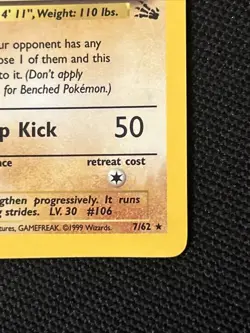 4' 11", Weight: 110 lbs.
ur opponent has any
ose 1 of them and this
to it. (Don't apply
for Benched Pokémon.)
p Kick 50
nce retreat cost
gthen progressively. It runs
g strides. LV. 30 #106
tures, GAMEFREAK. ©1999 Wizards. 7/62 ★